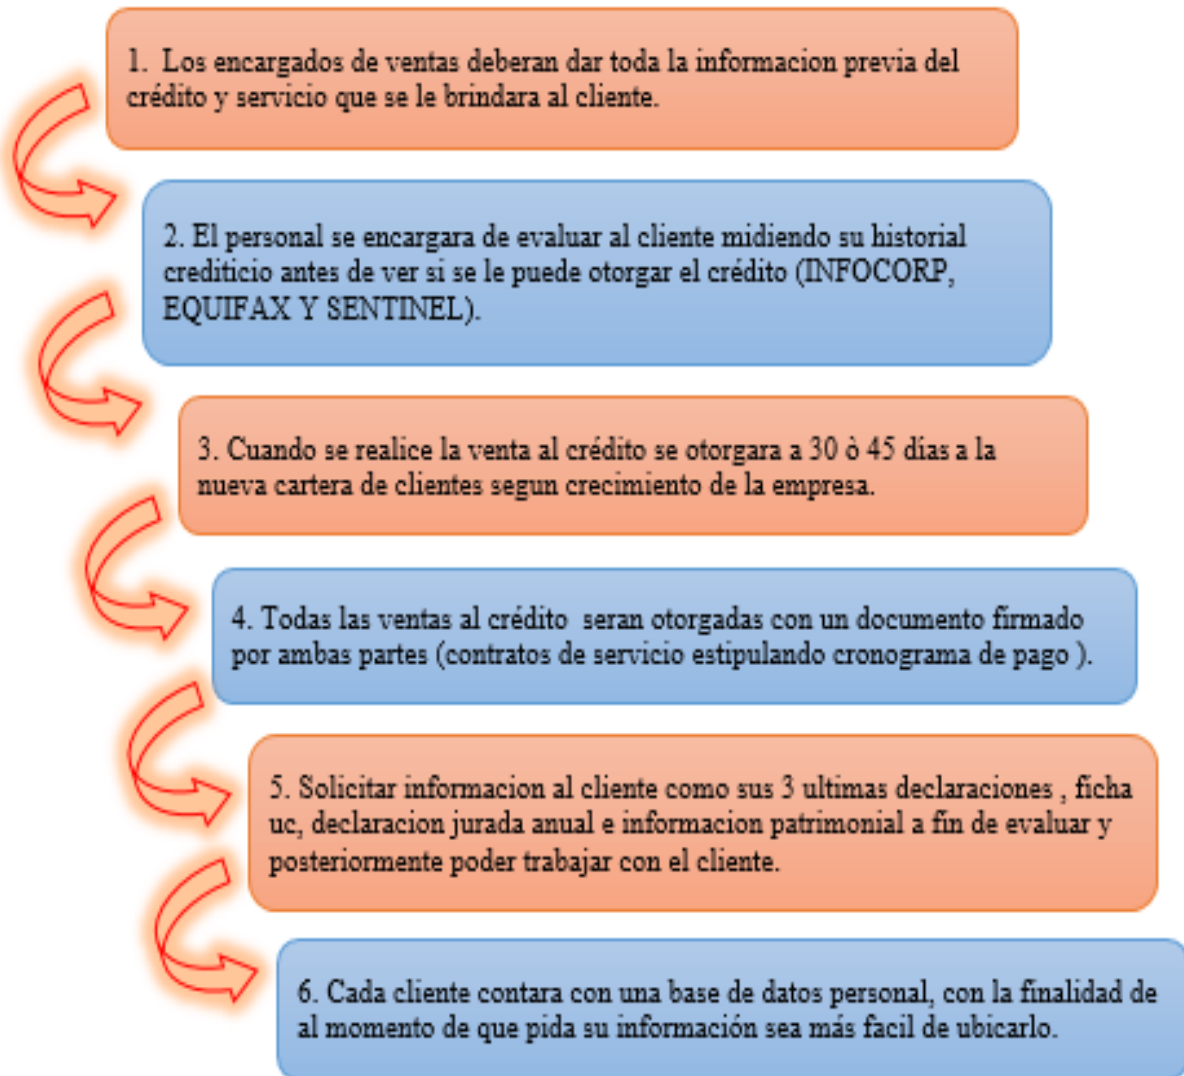 1. Los encargados de ventas deberan dar toda la informacion previa del
crédito y servicio que se le brindara al cliente.
2. El personal se encargara de evaluar al cliente midiendo su historial
crediticio antes de ver si se le puede otorgar el crédito (INFOCORP,
EQUIFAX Y SENTINEL).
3. Cuando se realice la venta al crédito se otorgara a 30 ò 45 días a la
nueva cartera de clientes segun crecimiento de la empresa.
4. Todas las ventas al crédito seran otorgadas con un documento firmado
por ambas partes (contratos de servicio estipulando cronograma de pago ).
5. Solicitar informacion al cliente como sus 3 ultimas declaraciones , ficha
uc, declaracion jurada anual e informacion patrimonial a fín de evaluar y
posteriormente poder trabajar con el cliente.
6. Cada cliente contara con una base de datos personal, con la finalidad de
al momento de que pida su información sea más facil de ubicarlo.